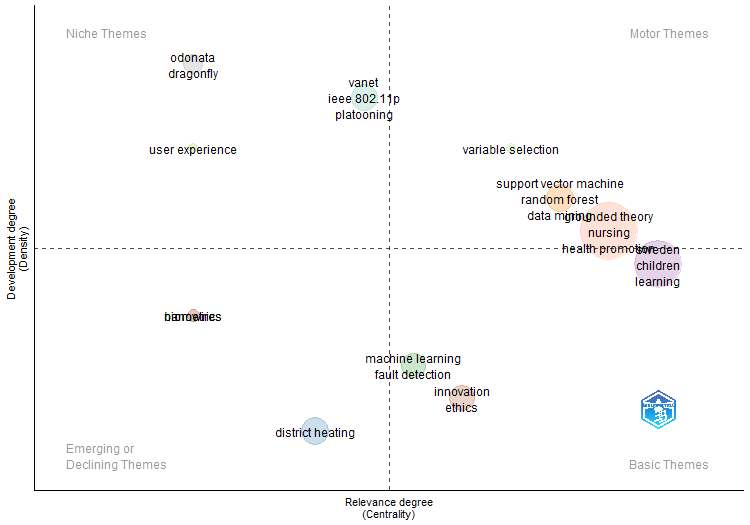 Niche Themes
Motor Themes
odonata
dragonfly
vanet
ieee 802.11p
platooning
user experience
variable selection
support vector machine
random forest
data mining
grounded theory
nursing
health promotion
sweden
children
learning
biometrics
machine learning
fault detection
innovation
ethics
district heating
Emerging or
Declining Themes
Basic Themes
Development degree
(Density)
Relevance degree
(Centrality)